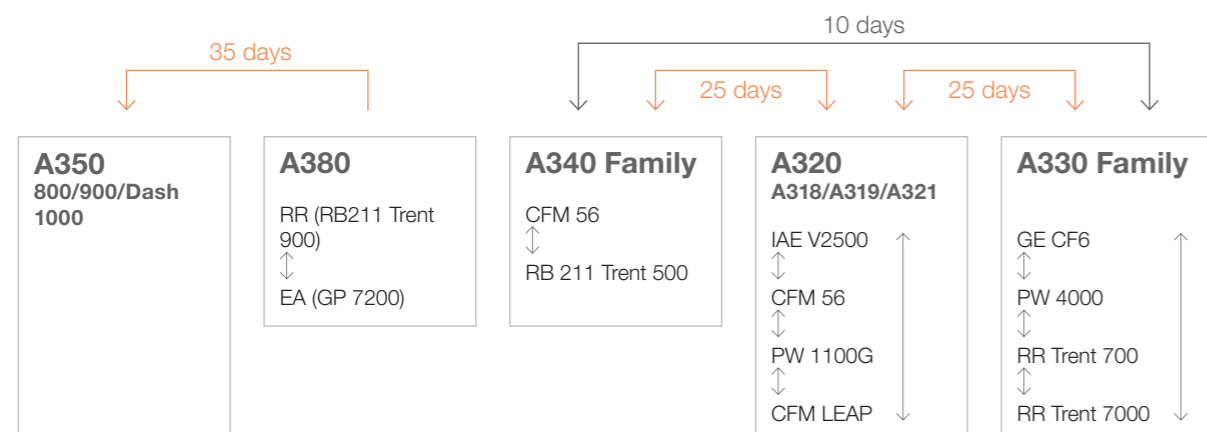 10 days
35 days
25 days
25 days
A350
800/900/Dash
1000
A380
RR (RB211 Trent
900)
EA (GP 7200)
A340 Family
CFM 56
RB 211 Trent 500
A320
A318/A319/A321
IAE V2500
CFM 56
PW 1100G
CFM LEAP
A330 Family
GE CF6
PW 4000
RR Trent 700
RR Trent 7000